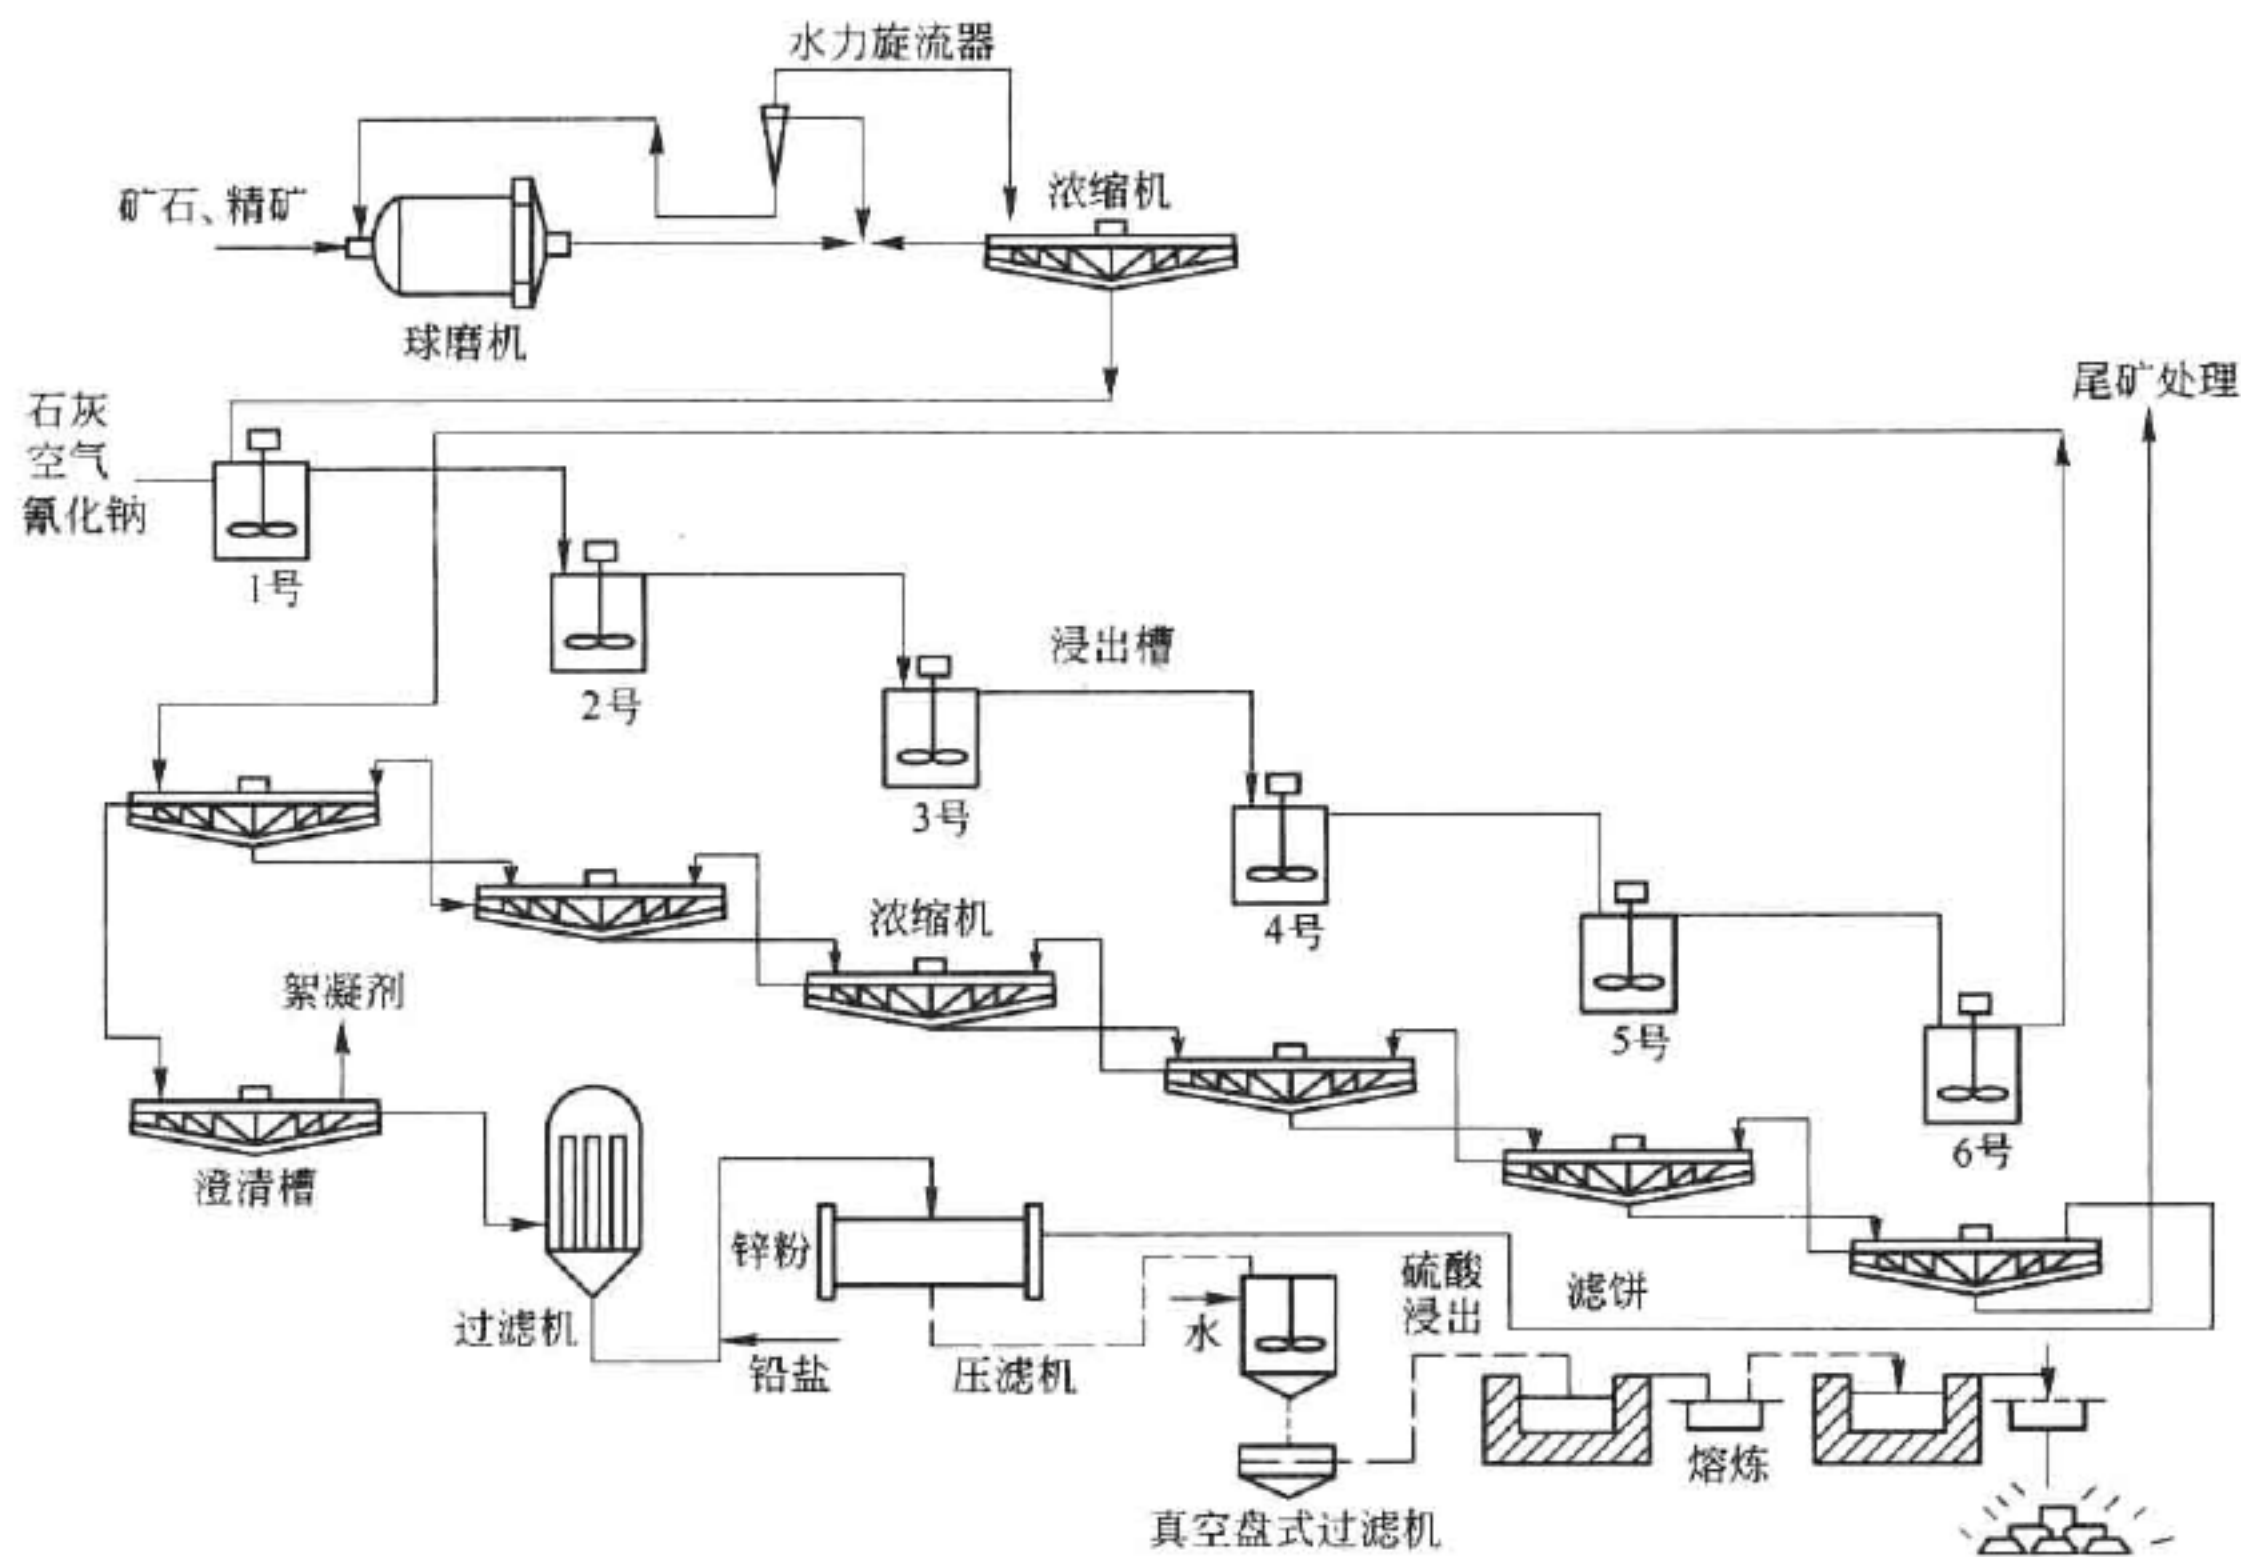 水力旋流器
浓缩机
矿石、精矿
球磨机
尾矿处理
石灰
空气
氰化钠
1号
2号
浸出槽
3号
4号
浓缩机
絮凝剂
5号
6号
澄清槽
锌粉
硫酸
浸出
滤饼
过滤机
水
铅盐
压滤机
熔炼
真空盘式过滤机